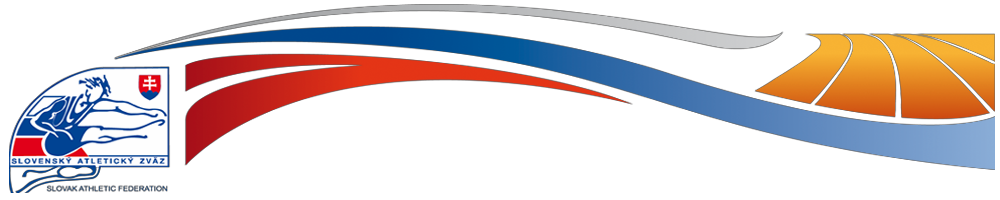 SLOVENSKÝ ATLETICKÝ ZVÄZ
SLOVAK ATHLETIC FEDERATION